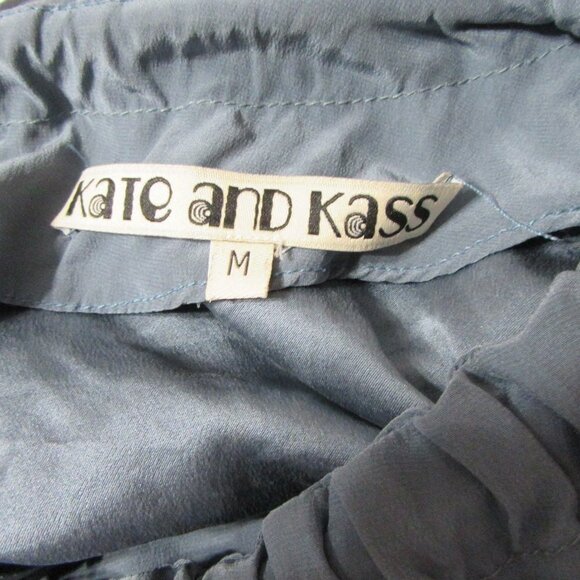 Kate and Kass
M